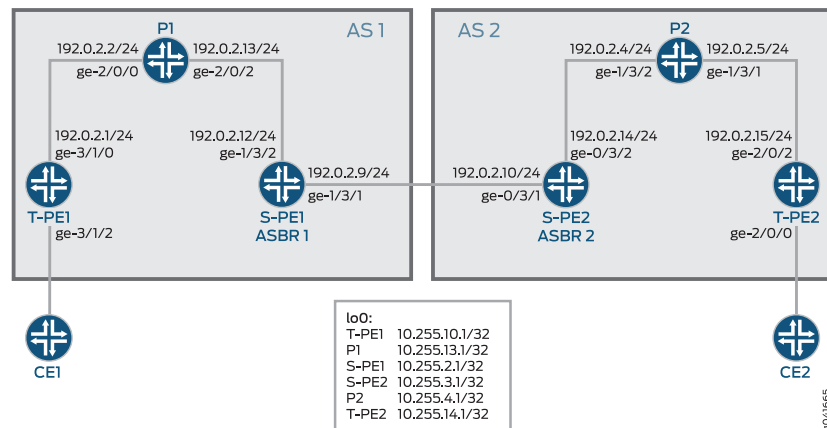 P1
AS 1
AS 2
P2
192.0.2.2/24
192.0.2.13/24
192.0.2.4/24
192.0.2.5/24
ge-2/0/0
ge-2/0/2
ge-1/3/2
ge-1/3/1
192.0.2.1/24
192.0.2.12/24
192.0.2.14/24
192.0.2.15/24
ge-3/1/0
ge-1/3/2
ge-0/3/2
ge-2/0/2
192.0.2.9/24
192.0.2.10/24
ge-1/3/1
ge-0/3/1
T-PE1
S-PE1
S-PE2
T-PE2
ge-3/1/2
ASBR 1
ASBR 2
ge-2/0/0
lo0:
T-PE1 10.255.10.1/32
P1 10.255.13.1/32
S-PE1 10.255.2.1/32
S-PE2 10.255.3.1/32
P2 10.255.4.1/32
T-PE2 10.255.14.1/32
CE1
CE2
g041665